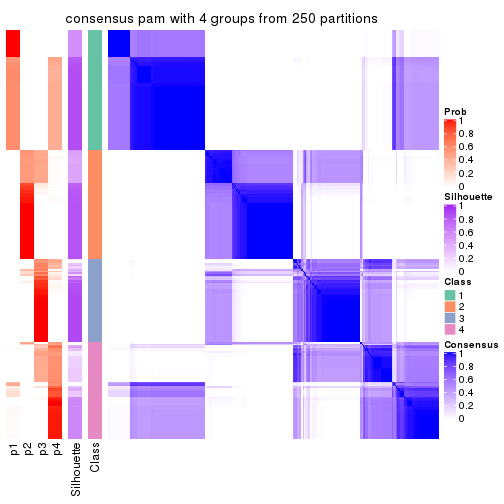 consensus pam with 4 groups from 250 partitions
Prob
1
0.8
0.6
0.4
0.2
0
Silhouette
1
0.8
0.6
0.4
0.2
0
Class
1
2
3
4
Consensus
1
0.8
0.6
0.4
0.2
0
p1
p2
p3
p4
Silhouette
Class